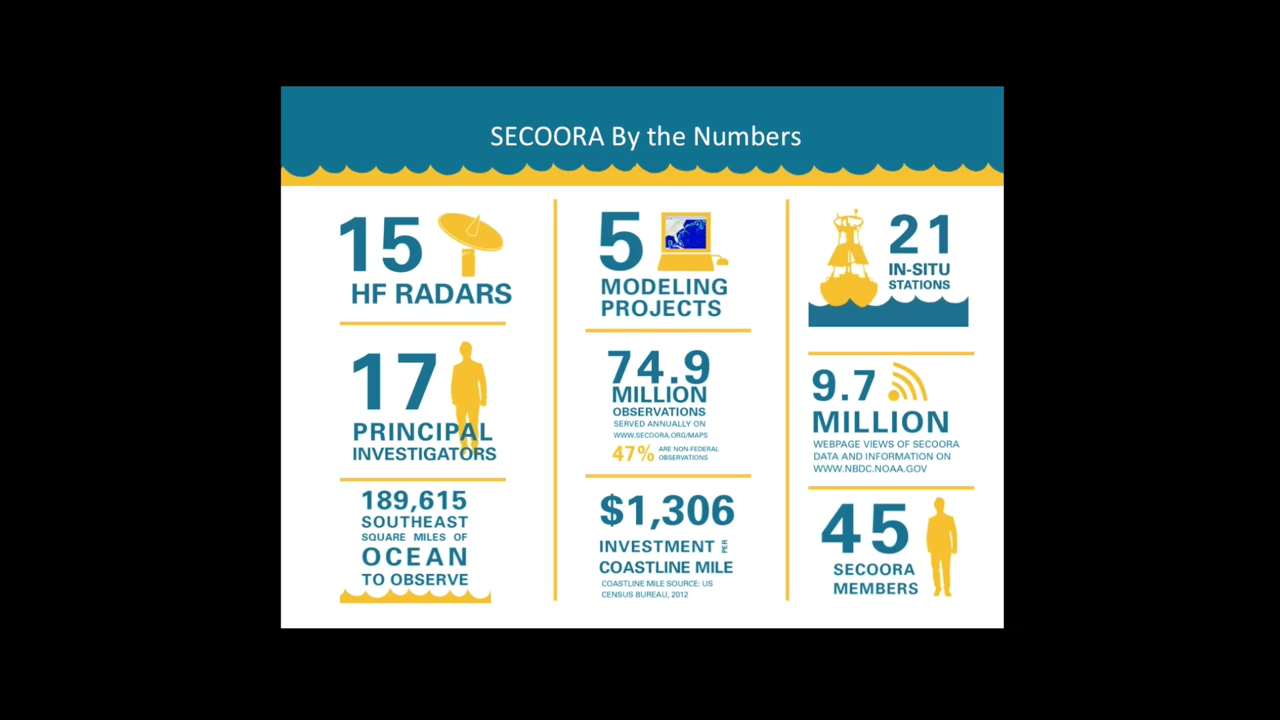 SECOORA By the Numbers
15
HF RADARS
17
PRINCIPAL
INVESTIGATORS
189,615
SOUTHEAST
SQUARE MILES OF
OCEAN
TO OBSERVE
5
MODELING
PROJECTS
74.9
MILLION
OBSERVATIONS
SERVED ANNUALLY ON
WWW.SECOORA.ORG/MAPS
47% ARE NON-FEDERAL
OBSERVATIONS
$1,306
INVESTMENT PER
COASTLINE MILE
COASTLINE MILE SOURCE: US
CENSUS BUREAU, 2012
21
IN-SITU
STATIONS
9.7
MILLION
WEBPAGE VIEWS OF SECOORA
DATA AND INFORMATION ON
WWW.NBDC.NOAA.GOV
45
SECOORA
MEMBERS